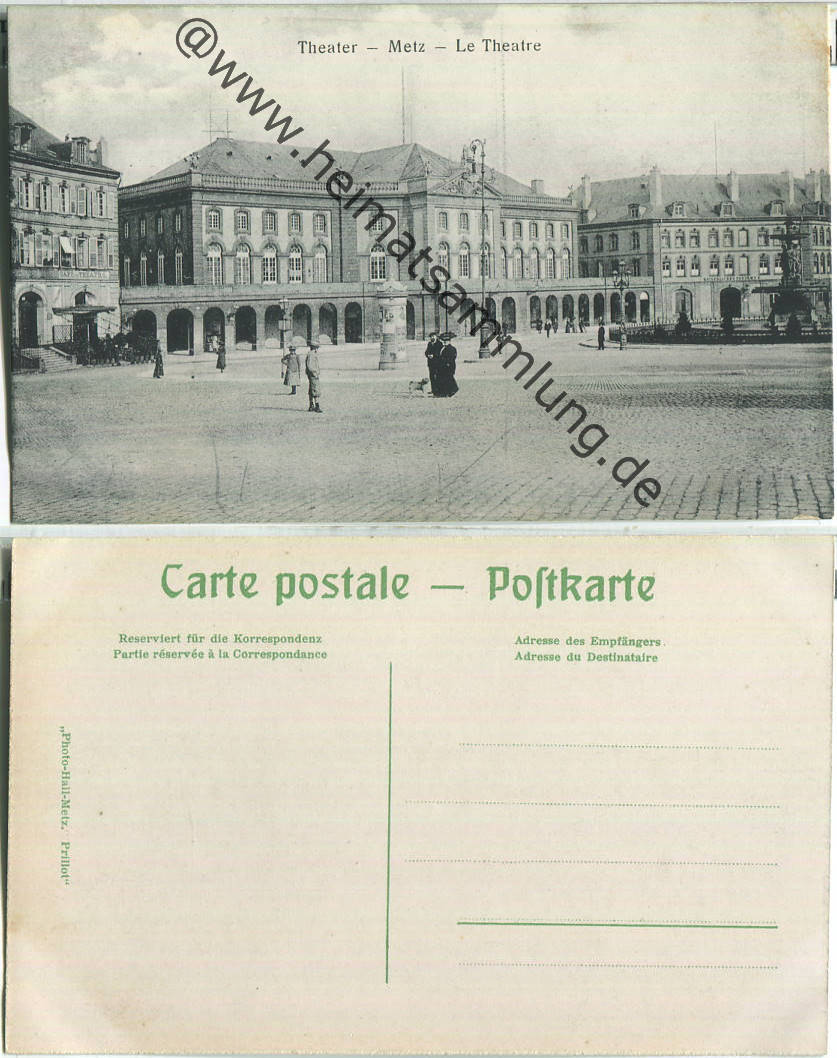 Theater – Metz – Le Theatre
@www.heimatsammlung.de
Carte postale — Poſtkarte
Reserviert für die Korrespondenz
Partie réservée à la Correspondance
Adresse des Empfängers.
Adresse du Destinataire
„Photo-Hall-Metz. Prillot“